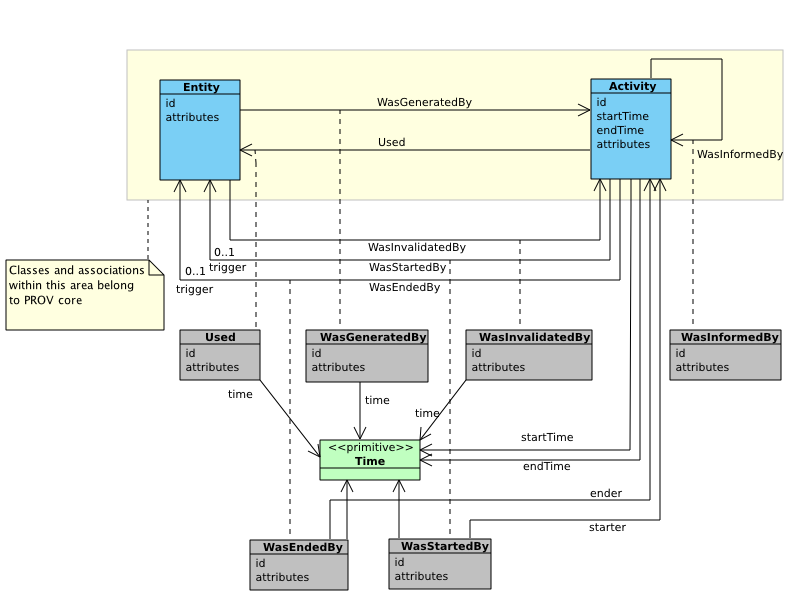 Entity
id
attributes
Activity
id
startTime
endTime
attributes
WasGeneratedBy
Used
WasInformedBy
WasInvalidatedBy
0..1
trigger
WasStartedBy
0..1
trigger
WasEndedBy
Classes and associations
within this area belong
to PROV core
Used
id
attributes
WasGeneratedBy
id
attributes
WasInvalidatedBy
id
attributes
WasInformedBy
id
attributes
time
time
time
<<primitive>>
Time
startTime
endTime
ender
starter
WasEndedBy
id
attributes
WasStartedBy
id
attributes